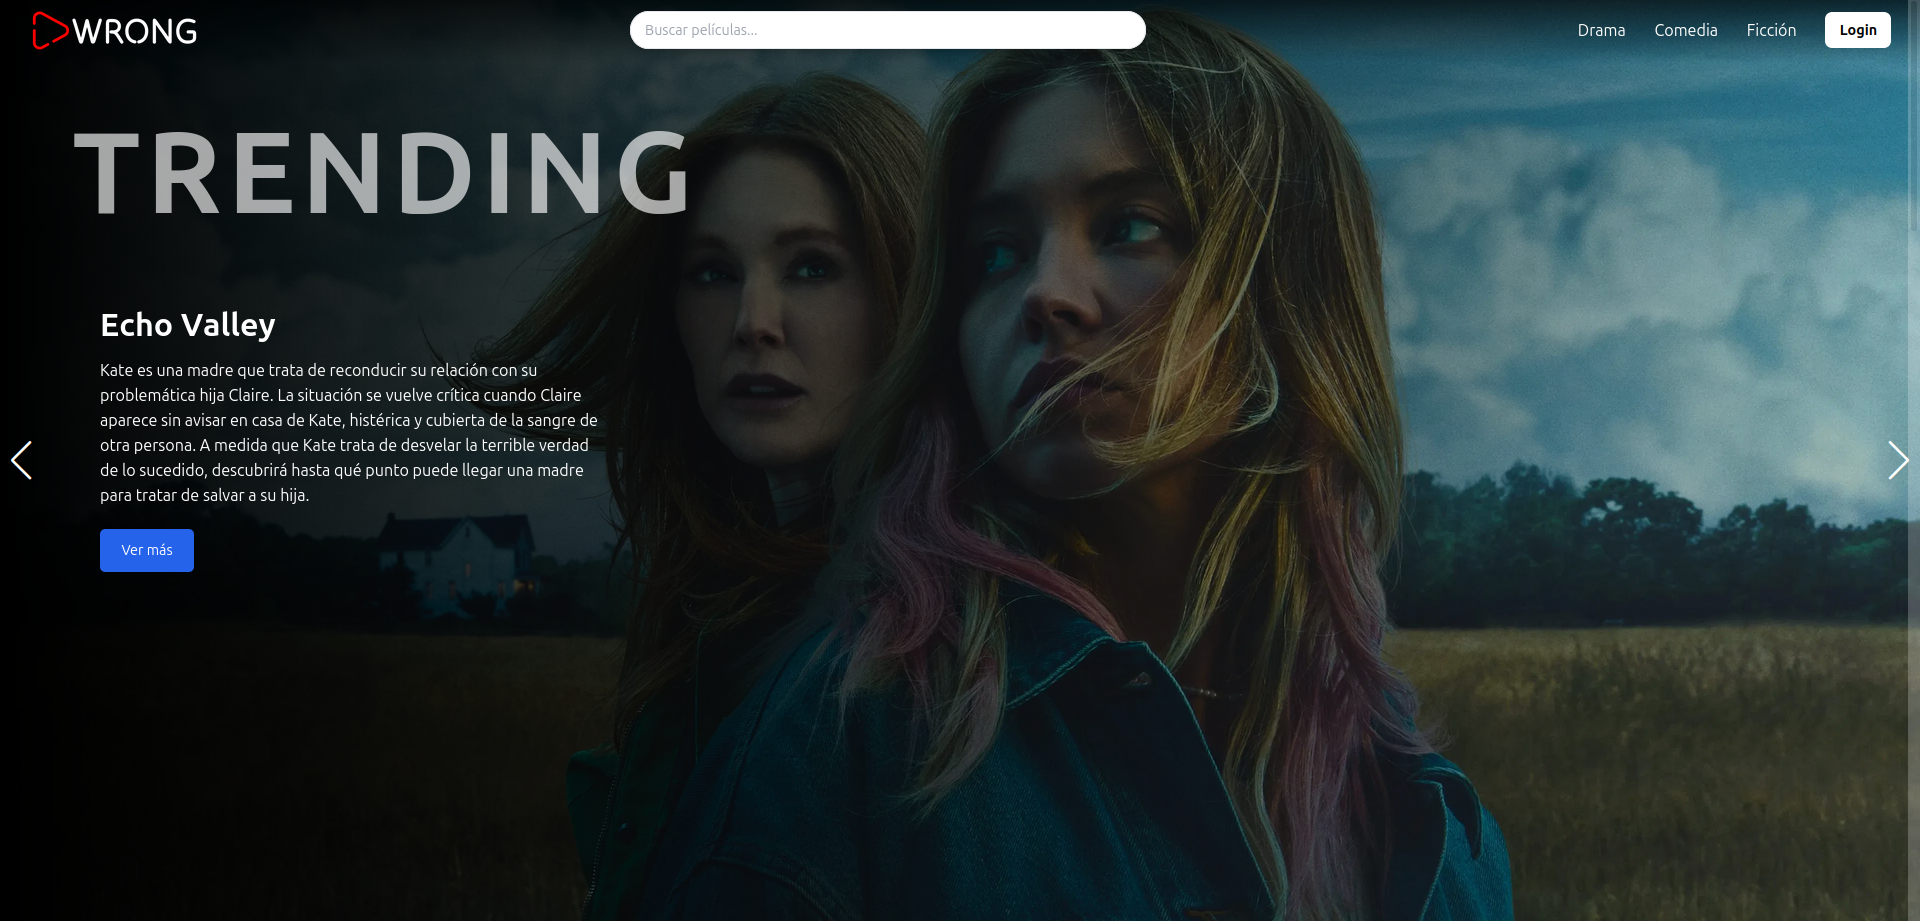 WRONG
Buscar películas...
Drama
Comedia
Ficción
Login
TRENDING
Echo Valley
Kate es una madre que trata de reconducir su relación con su
problemática hija Claire. La situación se vuelve crítica cuando Claire
aparece sin avisar en casa de Kate, histérica y cubierta de la sangre de
otra persona. A medida que Kate trata de desvelar la terrible verdad
de lo sucedido, descubrirá hasta qué punto puede llegar una madre
para tratar de salvar a su hija.
Ver más